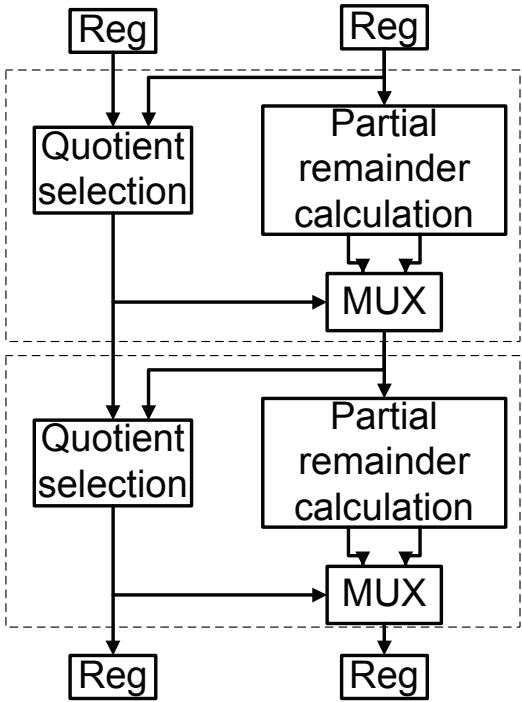 Reg
Reg
Quotient
selection
Partial
remainder
calculation
MUX
Quotient
selection
Partial
remainder
calculation
MUX
Reg
Reg